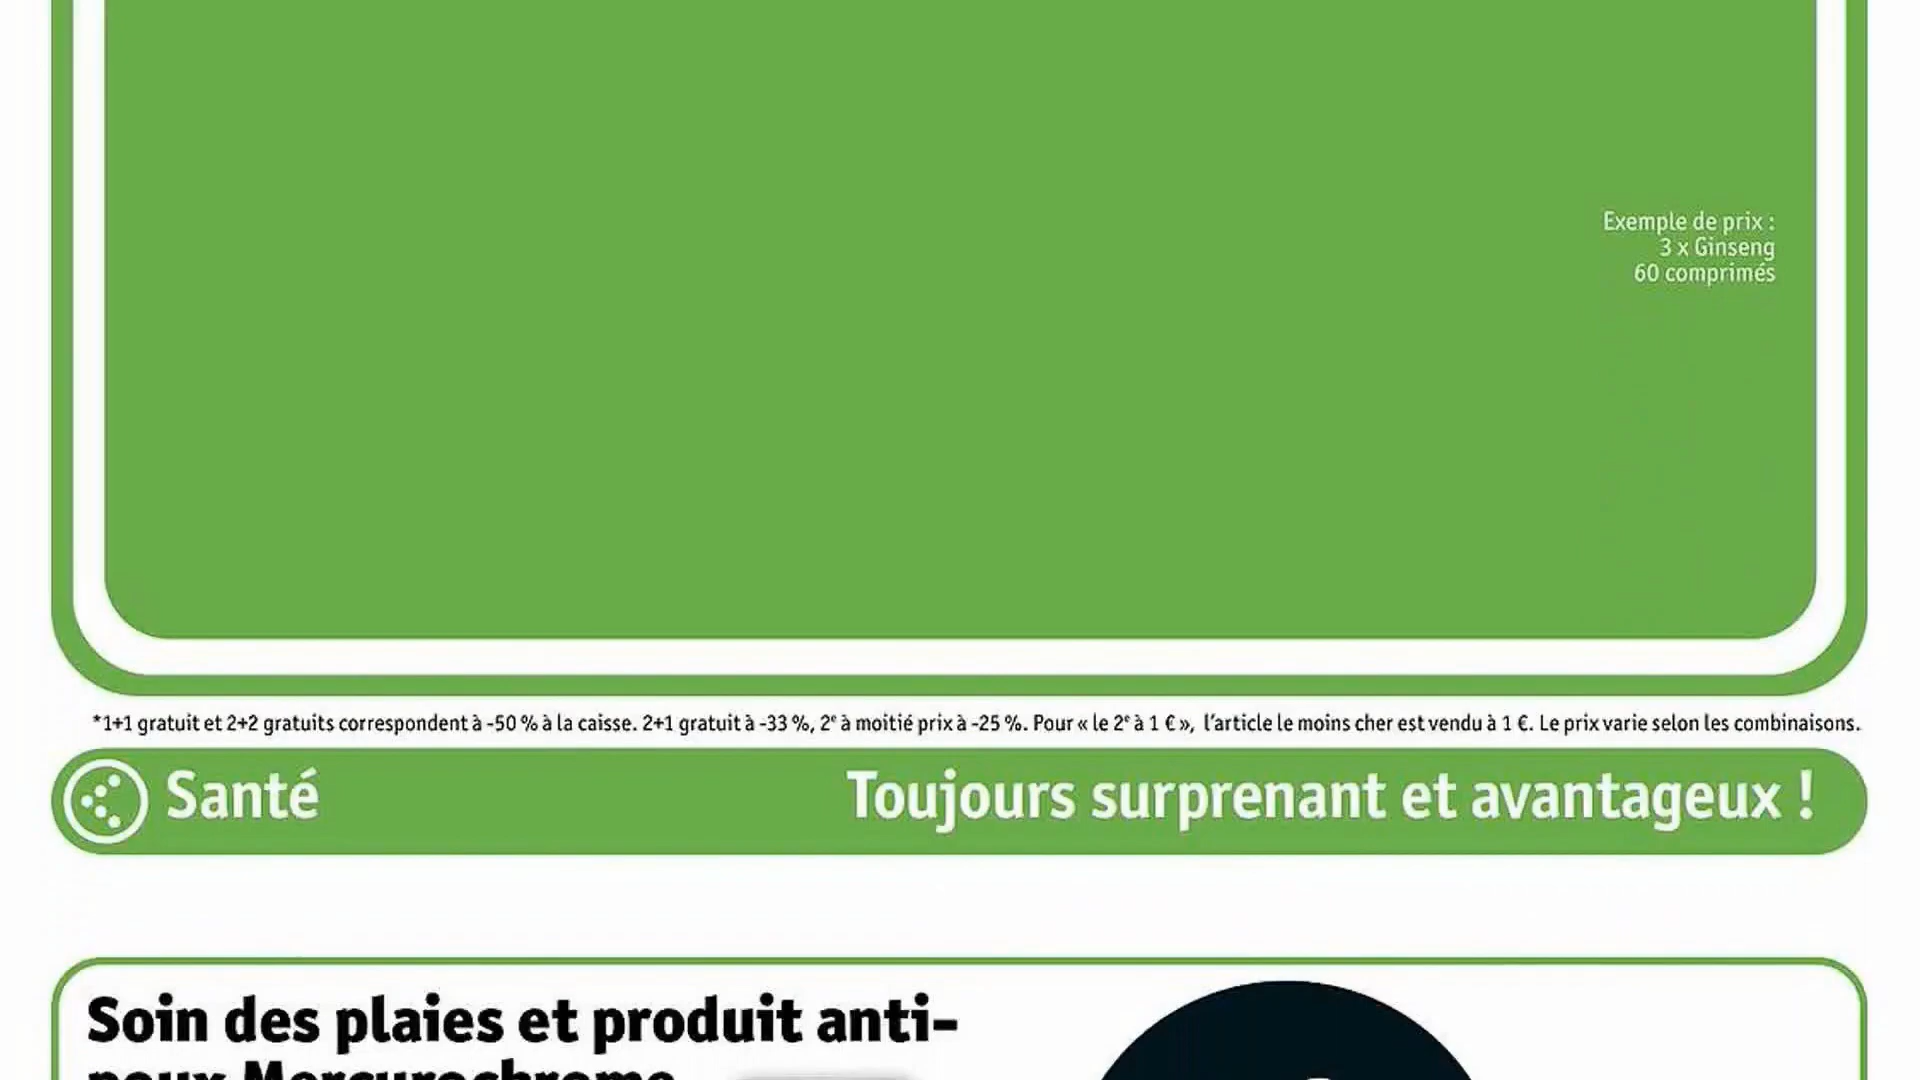 Exemple de prix :
3 x Ginseng
60 comprimés
*1+1 gratuit et 2+2 gratuits correspondent à -50 % à la caisse. 2+1 gratuit à -33 %, 2e à moitié prix à -25 %. Pour « le 2e à 1 € », l’article le moins cher est vendu à 1 €. Le prix varie selon les combinaisons.
Santé
Toujours surprenant et avantageux !
Soin des plaies et produit anti-
poux Mercurochrome